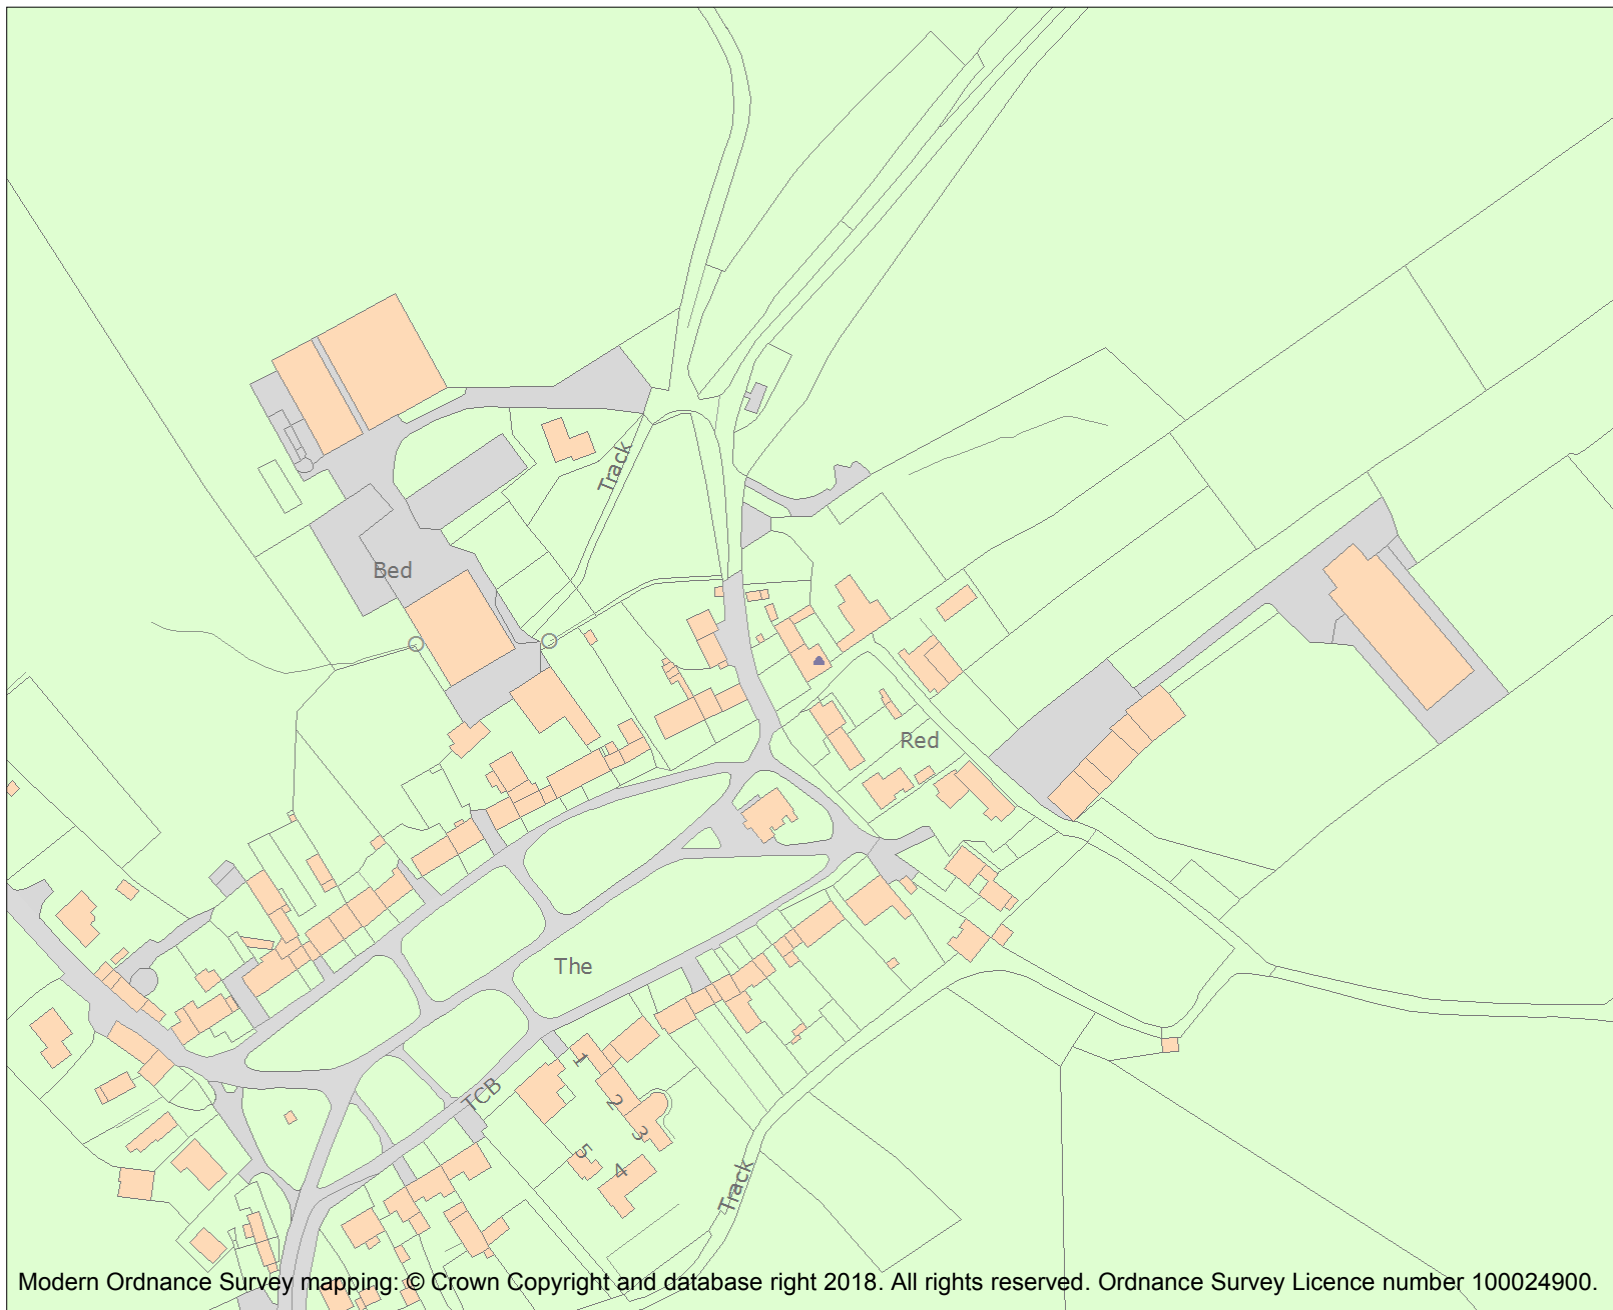 Track
Bed
Red
The
1
TCB
2
3
5
4
Track
Modern Ordnance Survey mapping: © Crown Copyright and database right 2018. All rights reserved. Ordnance Survey Licence number 100024900.